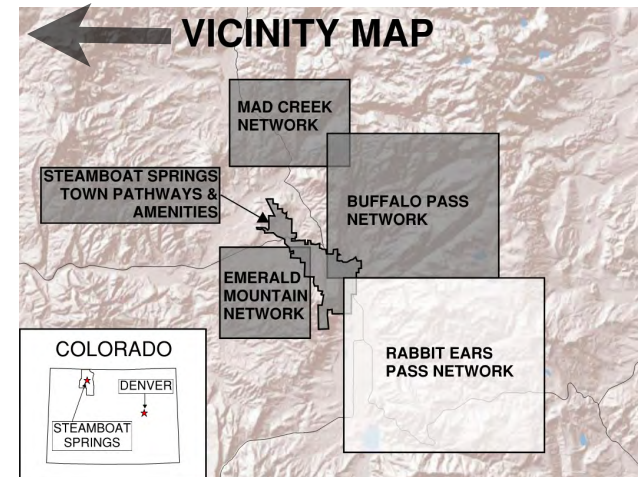 VICINITY MAP
MAD CREEK
NETWORK
STEAMBOAT SPRINGS
TOWN PATHWAYS &
AMENITIES
BUFFALO PASS
NETWORK
EMERALD
MOUNTAIN
NETWORK
RABBIT EARS
PASS NETWORK
COLORADO
DENVER
STEAMBOAT
SPRINGS